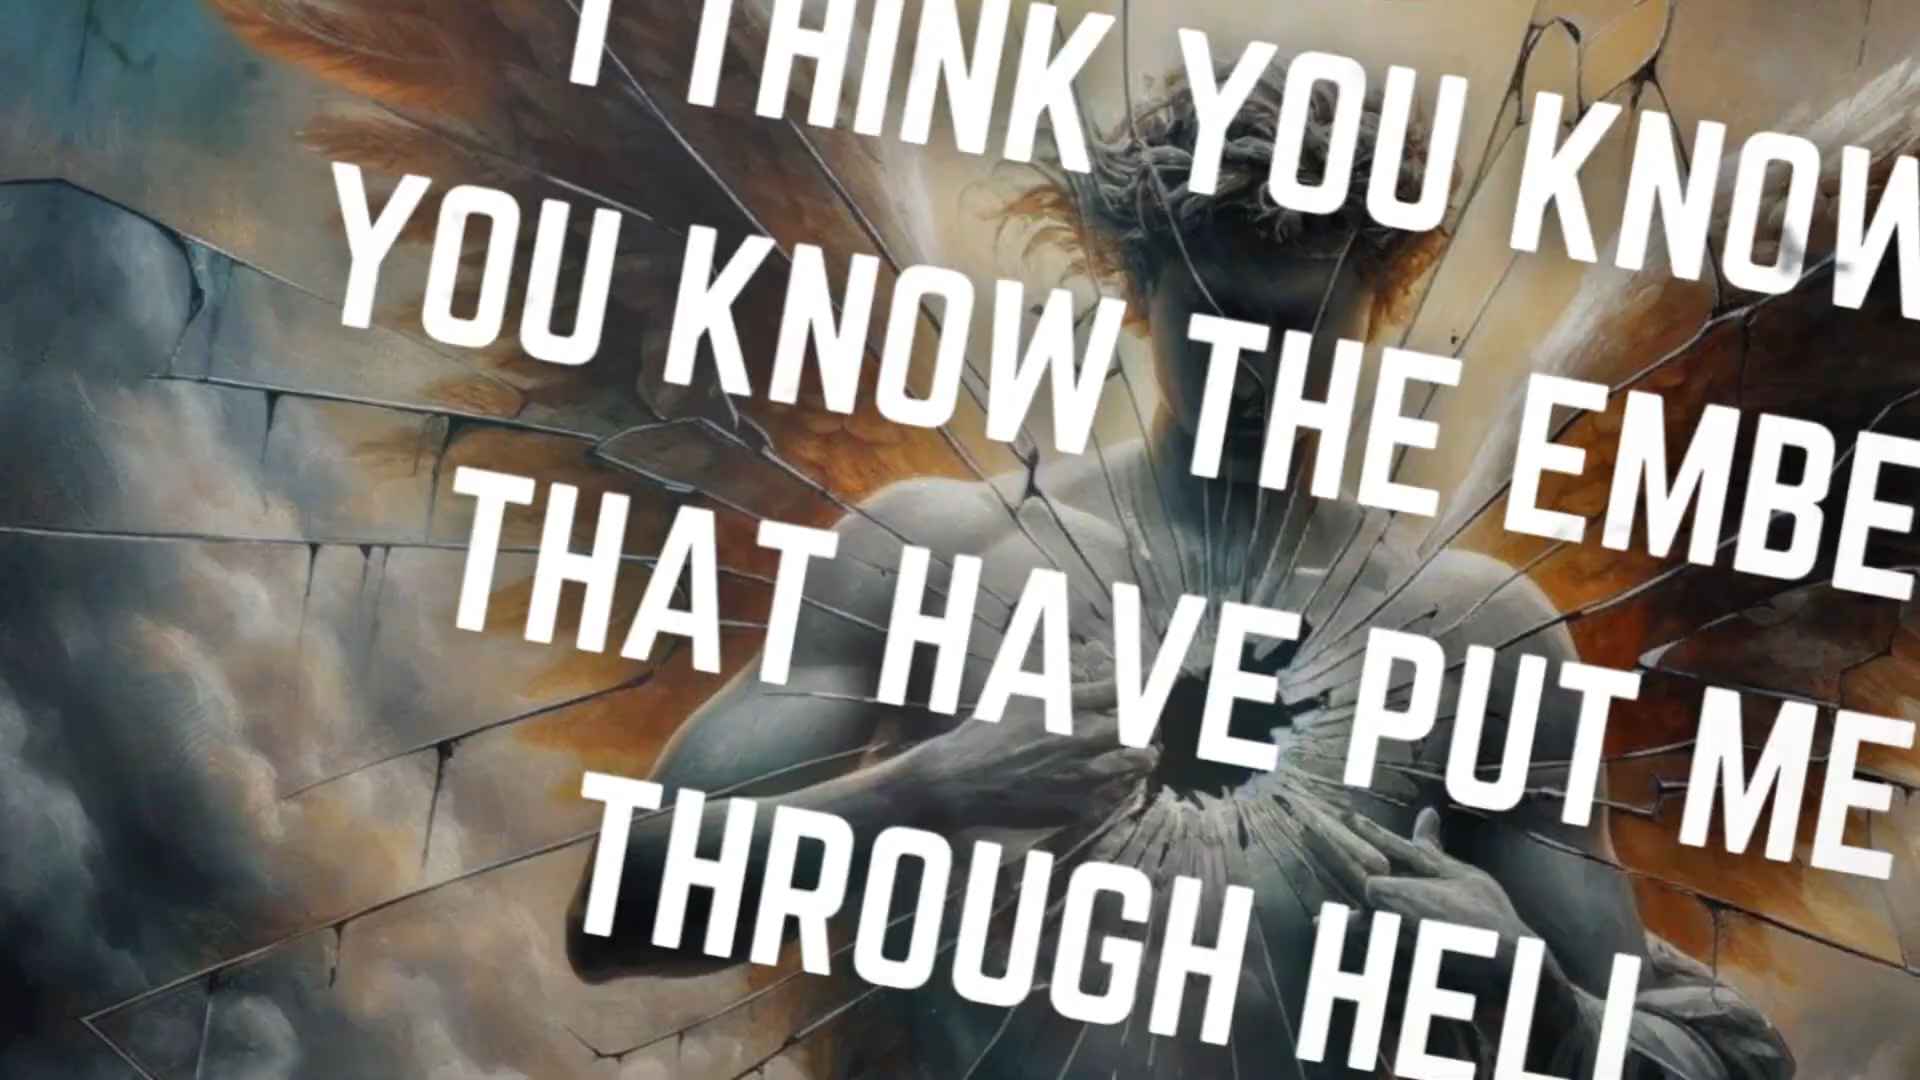 I THINK YOU KNOW
YOU KNOW THE EMBE
THAT HAVE PUT ME
THROUGH HELL